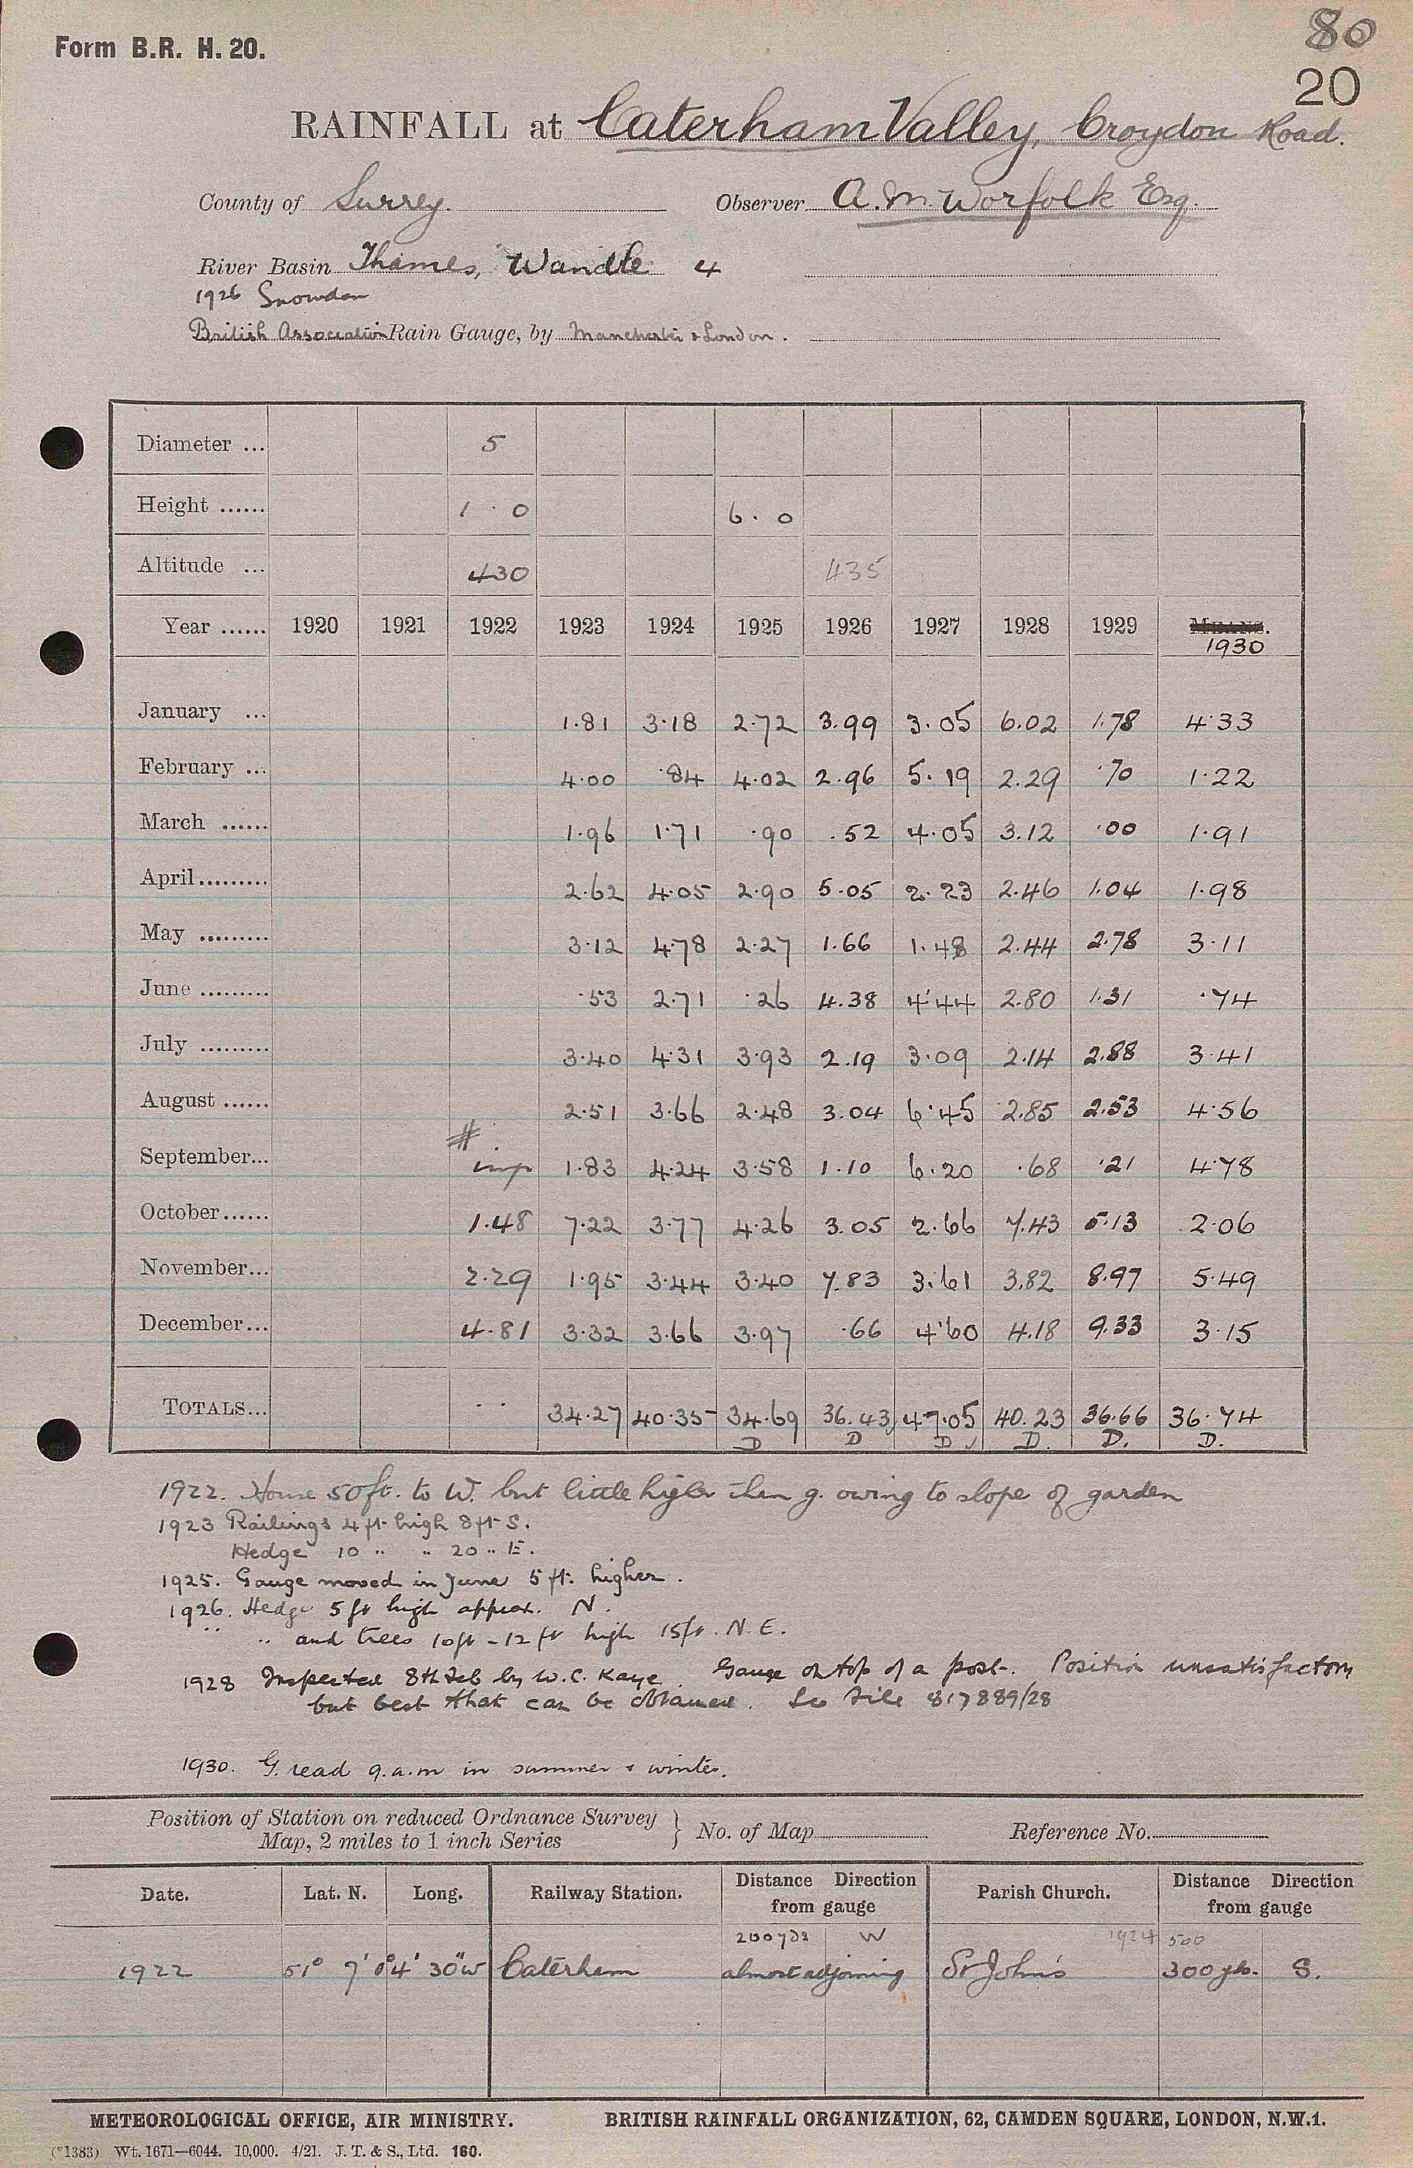 Form B.R. H. 20.
80
20
RAINFALL at Caterham Valley, Croydon Road.
County of Surrey. Observer A. M. Worfolk Esq.
River Basin Thames, Wandle 4
1926 Snowdon
British Association Rain Gauge, by Manchester & London.
Diameter ... 5
Height ...... 1 · 0 6 · 0
Altitude ... 430 435
Year ...... 1920 1921 1922 1923 1924 1925 1926 1927 1928 1929 MEANS. 1930
January ... 1·81 3·18 2·72 3.99 3.05 6.02 1.78 4·33
February ... 4·00 ·84 4·02 2.96 5.19 2.29 ·70 1·22
March ...... 1·96 1·71 ·90 .52 4.05 3.12 ·00 1·91
April......... 2·62 4·05 2·90 5·05 2.23 2·46 1.04 1·98
May ......... 3·12 4·78 2·27 1.66 1.48 2.44 2.78 3·11
June ......... ·53 2·71 ·26 4.38 4·44 2.80 1.31 ·74
July ......... 3·40 4·31 3·93 2.19 3·09 2.14 2.88 3·41
August ...... 2·51 3·66 2·48 3.04 6·45 2.85 2.53 4·56
September... # imp 1·83 4·24 3·58 1·10 6.20 ·68 ·21 4·78
October...... 1.48 7·22 3·77 4·26 3.05 2.66 7.43 5.13 2·06
November... 2.29 1·95 3·44 3·40 7.83 3.61 3.82 8.97 5·49
December... 4.81 3·32 3·66 3·97 ·66 4·60 4.18 9.33 3·15
TOTALS... . . 34·27 40·35 34·69 36.43 47.05 40.23 36.66 36·74
D D D D. D. D.
1922. House 50 ft. to W. but little higher than g. owing to slope of garden
1923 Railings 4 ft high 8 ft S.
Hedge 10 " " 20 " E.
1925. Gauge moved in June 5 ft. higher.
1926. Hedge 5 ft high approx. N.
" " and trees 10ft - 12 ft high 15ft. N.E.
1928 Inspected 8th Feb by W. C. Kaye. Gauge on top of a post. Position unsatisfactory
but best that can be obtained. See File 817889/28
1930. G. read 9.a.m in summer & winter.
Position of Station on reduced Ordnance Survey
Map, 2 miles to 1 inch Series } No. of Map Reference No.
Date. Lat. N. Long. Railway Station. Distance Direction from gauge Parish Church. Distance Direction from gauge
200 yds W 1924 500
1922 51° 7' 0° 4' 30" W Caterham almost adjoining St John's 300 yds. S.
METEOROLOGICAL OFFICE, AIR MINISTRY. BRITISH RAINFALL ORGANIZATION, 62, CAMDEN SQUARE, LONDON, N.W.1.
(*1383) Wt. 1671—6044. 10,000. 4/21. J. T. & S., Ltd. 160.